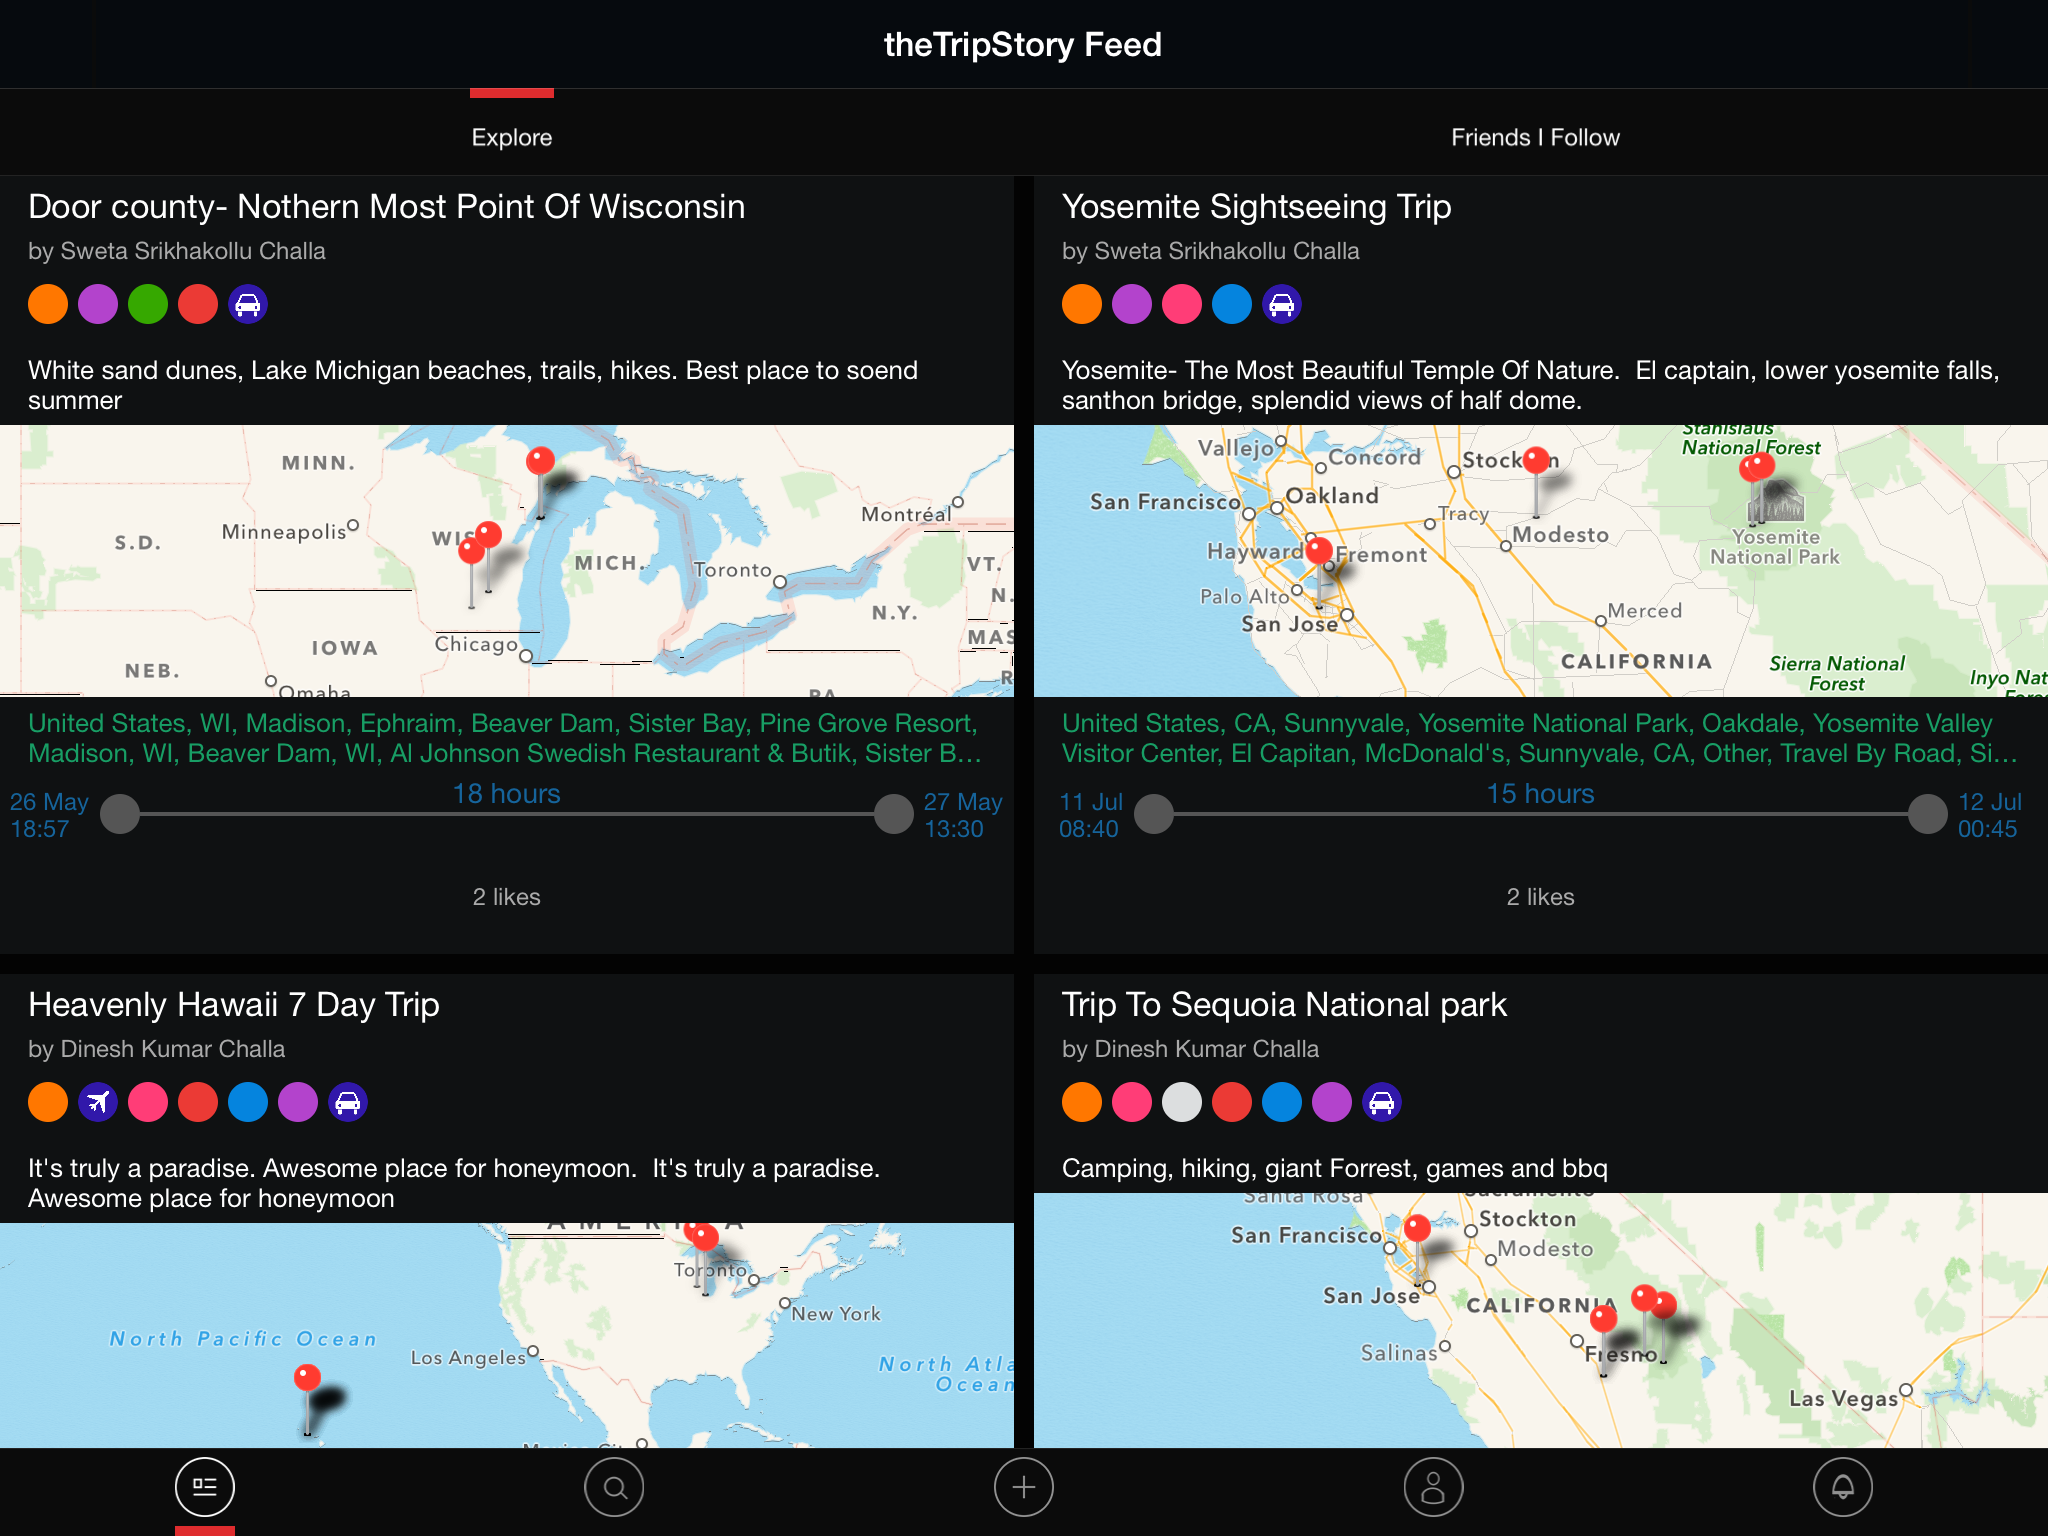 theTripStory Feed
Explore
Friends I Follow
Door county- Nothern Most Point Of Wisconsin
by Sweta Srikhakollu Challa
White sand dunes, Lake Michigan beaches, trails, hikes. Best place to soend
summer
MINN.
Minneapolis
S.D.
WIS
MICH.
Montréal
Toronto
VT.
N.
N.Y.
IOWA
Chicago
MAS
NEB.
Omaha
PA
R
United States, WI, Madison, Ephraim, Beaver Dam, Sister Bay, Pine Grove Resort,
Madison, WI, Beaver Dam, WI, Al Johnson Swedish Restaurant & Butik, Sister B...
26 May
18:57
18 hours
27 May
13:30
2 likes
Yosemite Sightseeing Trip
by Sweta Srikhakollu Challa
Yosemite- The Most Beautiful Temple Of Nature.  El captain, lower yosemite falls,
santhon bridge, splendid views of half dome.
Stanislaus
National Forest
Vallejo
Concord
Stock n
San Francisco
Oakland
Tracy
Modesto
Yosemite
National Park
Hayward
Fremont
Palo Alto
San Jose
Merced
CALIFORNIA
Sierra National
Forest
Inyo Nat
Fore
United States, CA, Sunnyvale, Yosemite National Park, Oakdale, Yosemite Valley
Visitor Center, El Capitan, McDonald's, Sunnyvale, CA, Other, Travel By Road, Si...
11 Jul
08:40
15 hours
12 Jul
00:45
2 likes
Heavenly Hawaii 7 Day Trip
by Dinesh Kumar Challa
It's truly a paradise. Awesome place for honeymoon.  It's truly a paradise.
Awesome place for honeymoon
AMERICA
Toronto
New York
North Pacific Ocean
Los Angeles
North Atla
Ocean
Mexico Cit
Trip To Sequoia National park
by Dinesh Kumar Challa
Camping, hiking, giant Forrest, games and bbq
Santa Rosa
Sacramento
Stockton
San Francisco
Modesto
San Jose
CALIFORNIA
Salinas
Fresno
Las Vegas